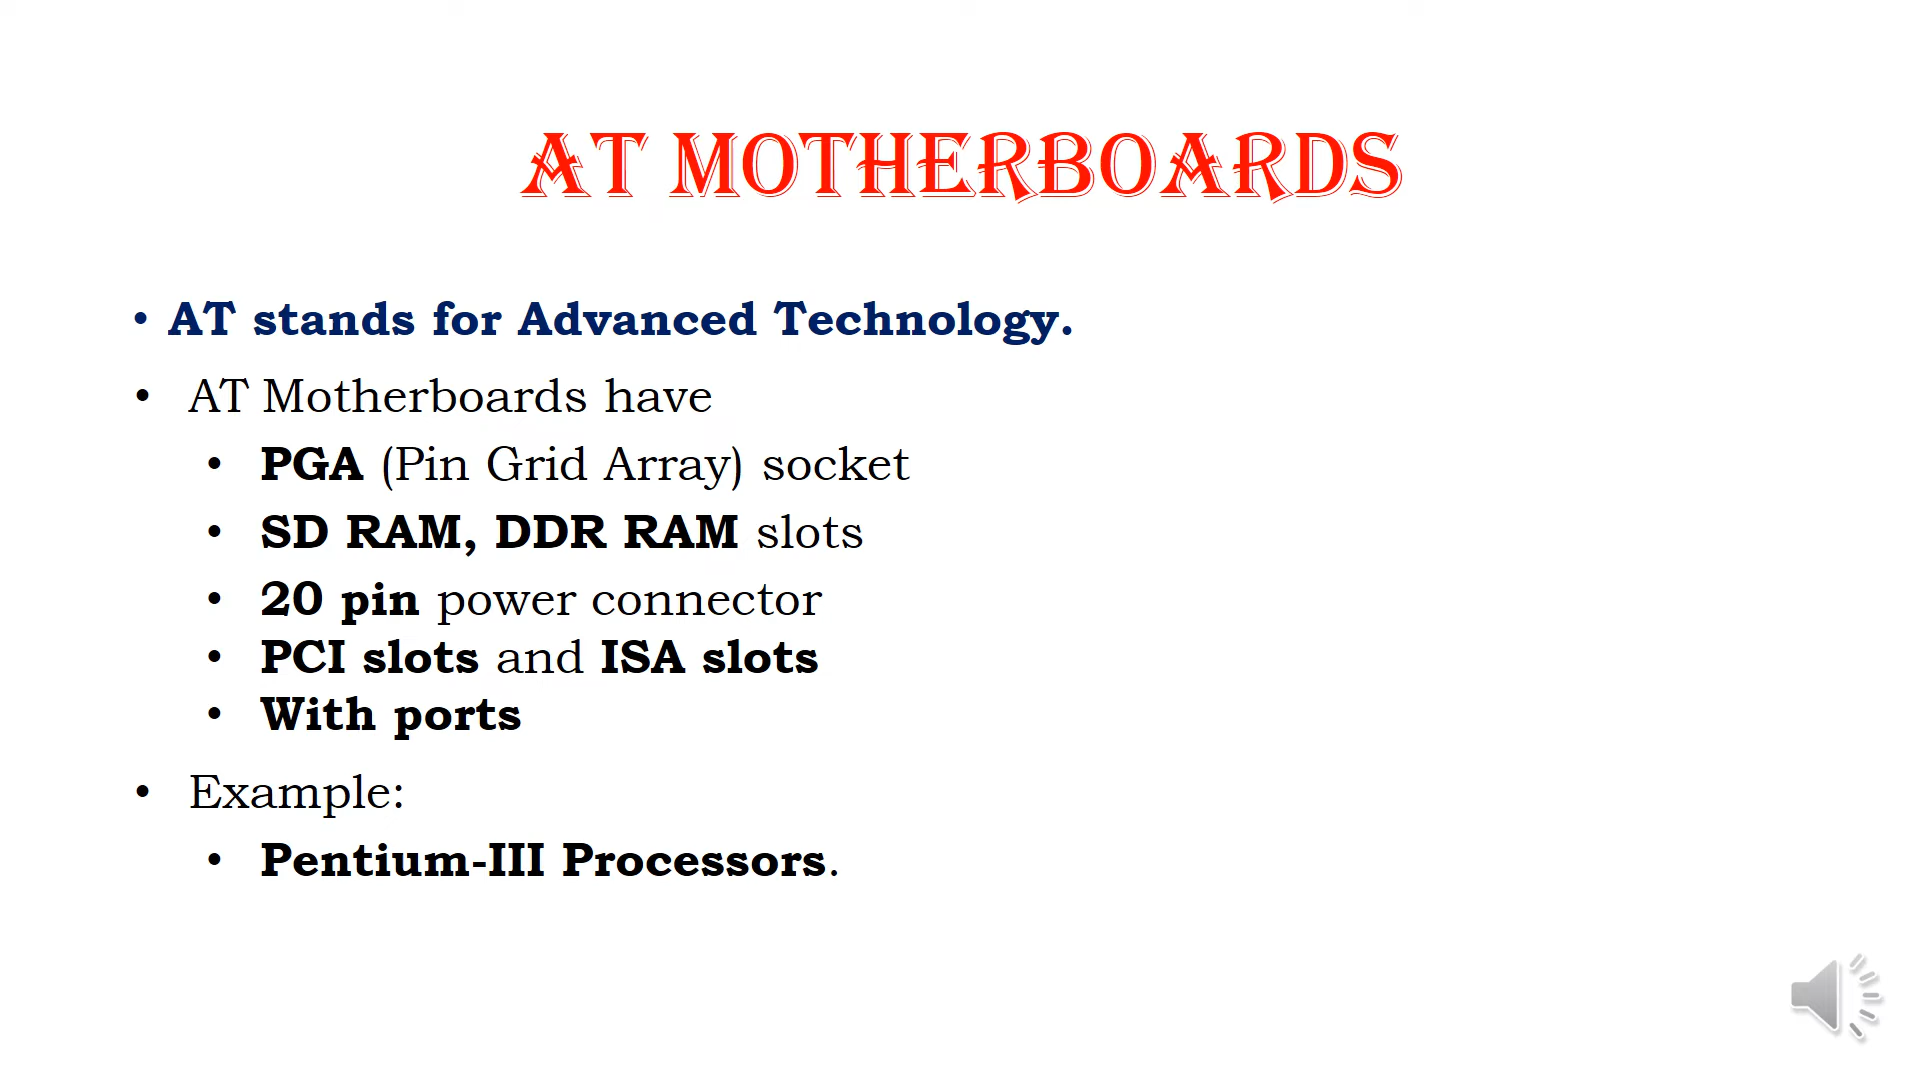 AT MOTHERBOARDS
• AT stands for Advanced Technology.
• AT Motherboards have
• PGA (Pin Grid Array) socket
• SD RAM, DDR RAM slots
• 20 pin power connector
• PCI slots and ISA slots
• With ports
• Example:
• Pentium-III Processors.